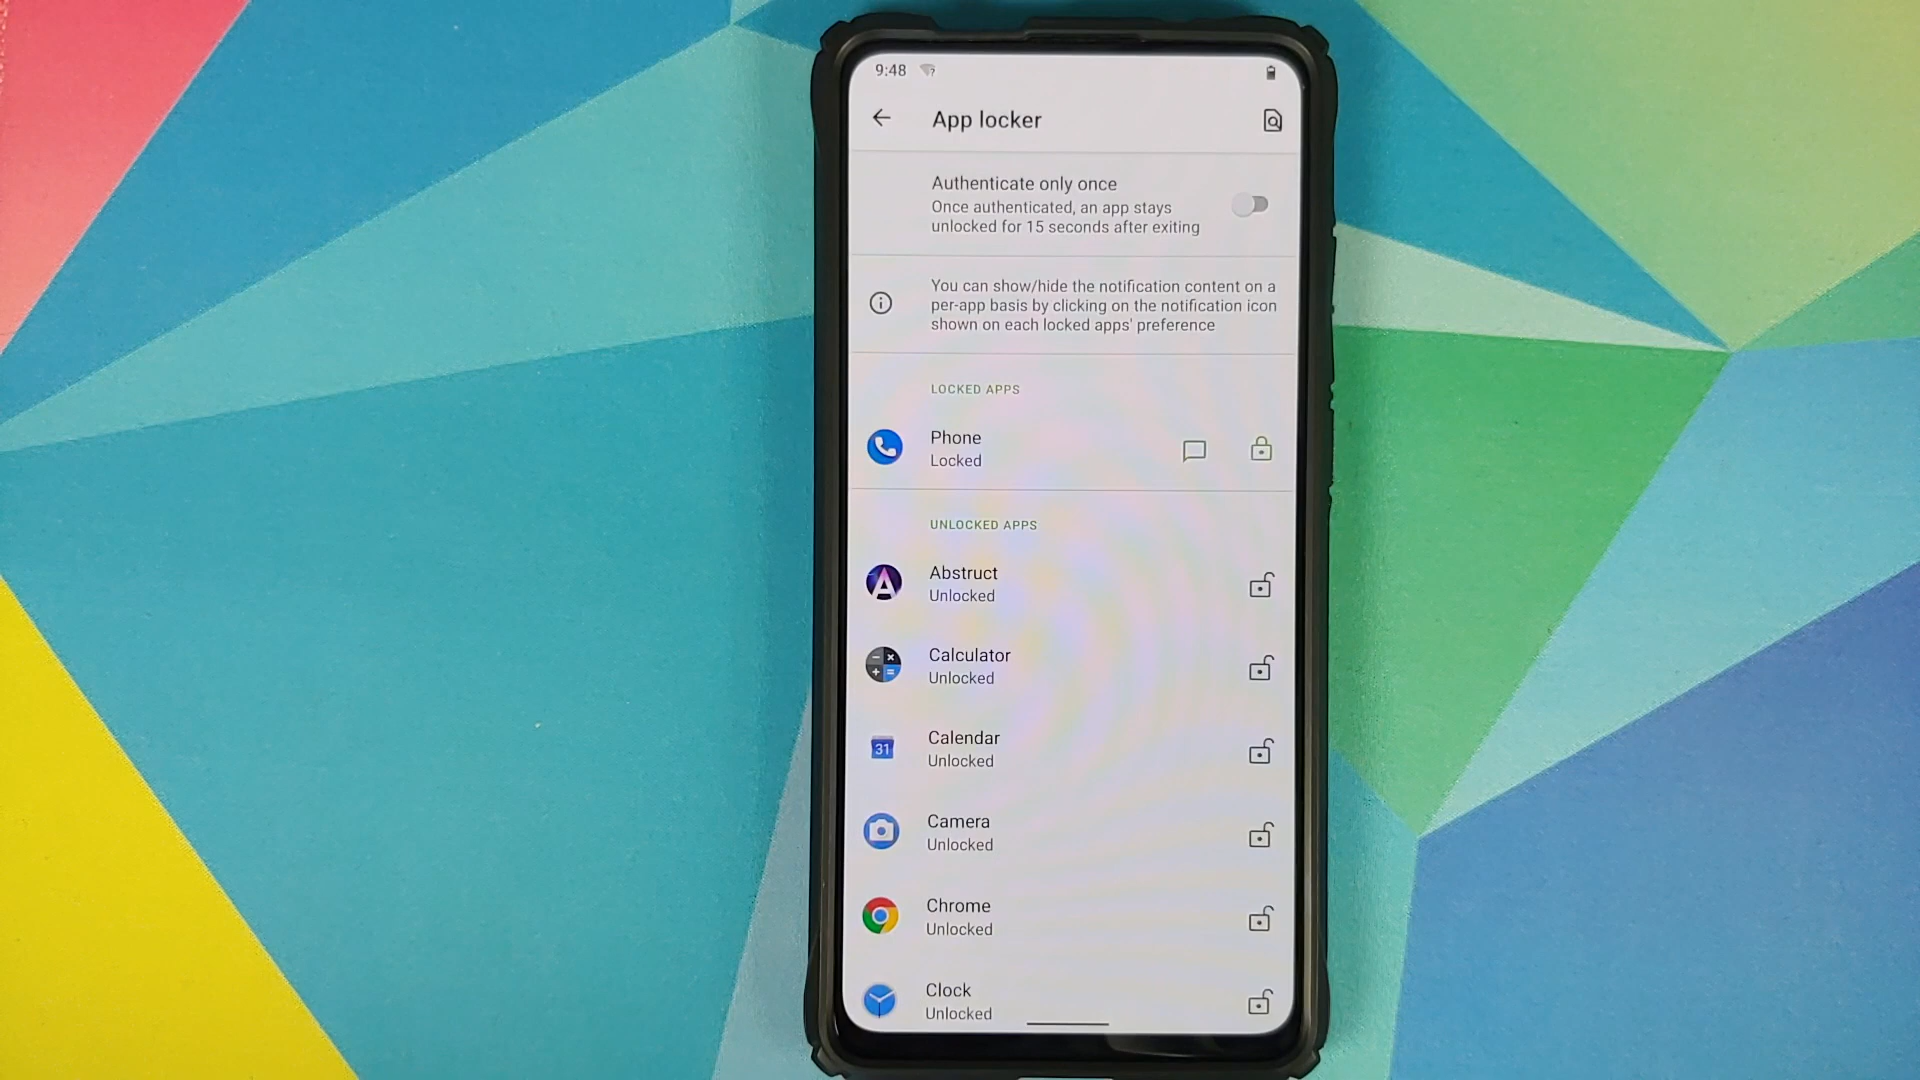 9:48
App locker
Authenticate only once
Once authenticated, an app stays
unlocked for 15 seconds after exiting
You can show/hide the notification content on a
per-app basis by clicking on the notification icon
shown on each locked apps' preference
LOCKED APPS
Phone
Locked
UNLOCKED APPS
Abstruct
Unlocked
Calculator
Unlocked
31
Calendar
Unlocked
Camera
Unlocked
Chrome
Unlocked
Clock
Unlocked